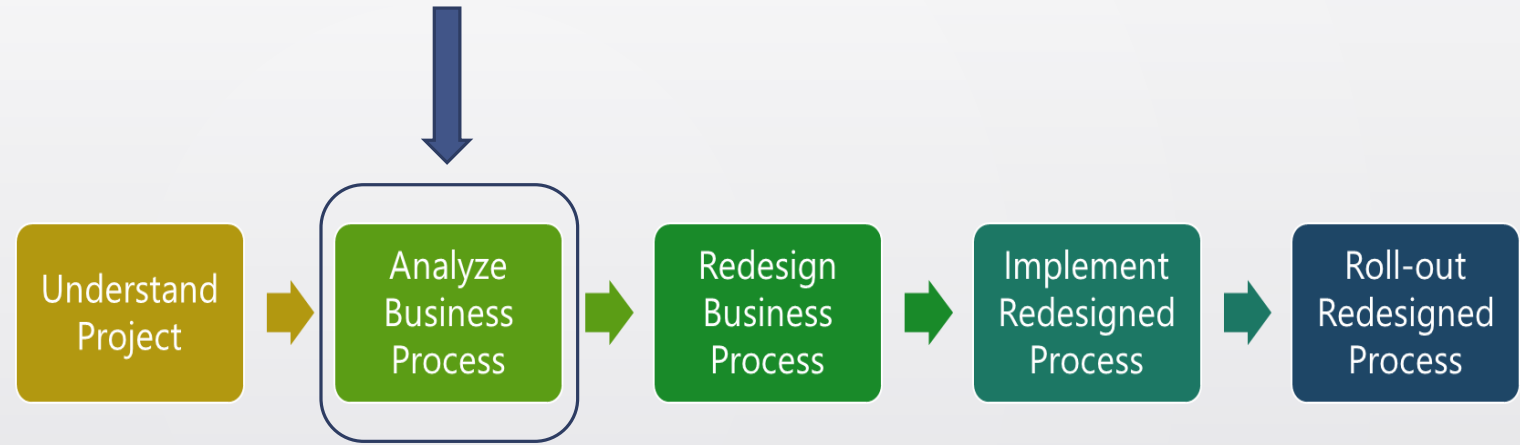 Understand
Project
Analyze
Business
Process
Redesign
Business
Process
Implement
Redesigned
Process
Roll-out
Redesigned
Process